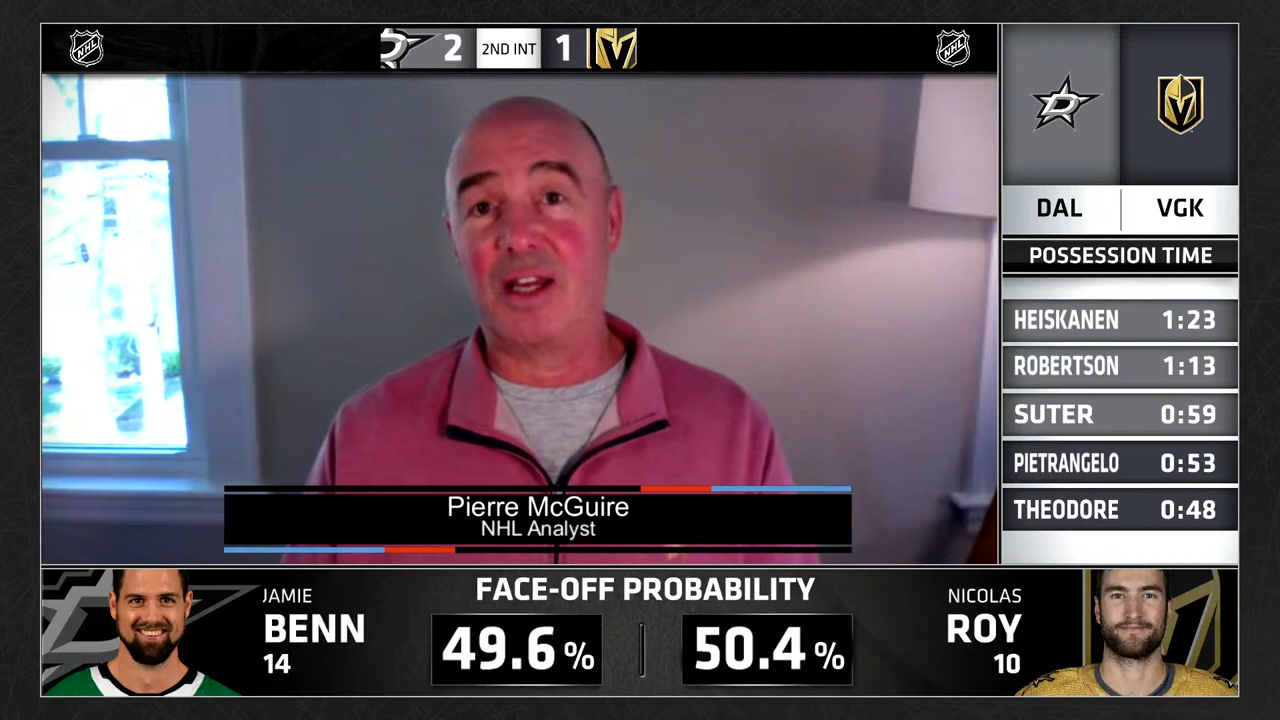 NHL
2 2ND INT 1
NHL
DAL VGK
POSSESSION TIME
HEISKANEN 1:23
ROBERTSON 1:13
SUTER 0:59
PIETRANGELO 0:53
THEODORE 0:48
Pierre McGuire
NHL Analyst
FACE-OFF PROBABILITY
JAMIE
BENN
14
49.6 %
50.4 %
NICOLAS
ROY
10